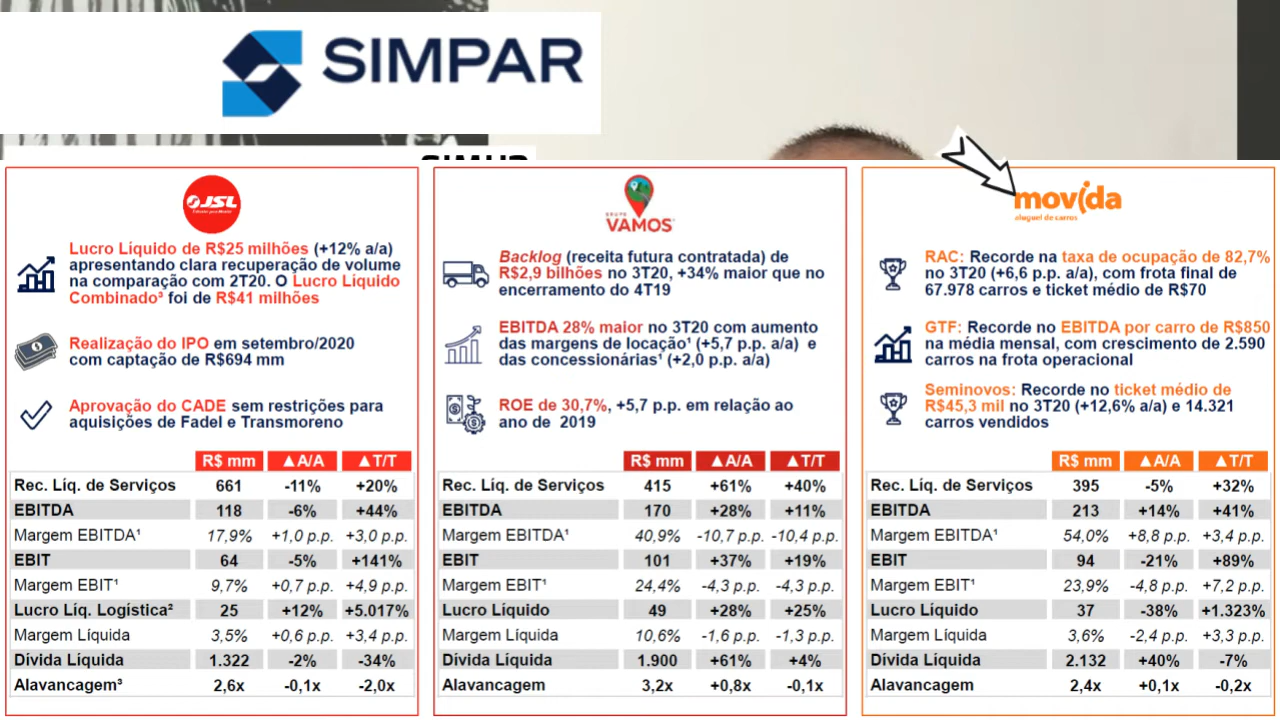 SIMPAR
JSL
Lucro Líquido de R$25 milhões (+12% a/a)
apresentando clara recuperação de volume
na comparação com 2T20. O Lucro Líquido
Combinado³ foi de R$41 milhões
Realização do IPO em setembro/2020
com captação de R$694 mm
Aprovação do CADE sem restrições para
aquisições de Fadel e Transmoreno
R$ mm ▲A/A ▲T/T
Rec. Líq. de Serviços 661 -11% +20%
EBITDA 118 -6% +44%
Margem EBITDA¹ 17,9% +1,0 p.p. +3,0 p.p.
EBIT 64 -5% +141%
Margem EBIT¹ 9,7% +0,7 p.p. +4,9 p.p.
Lucro Líq. Logística² 25 +12% +5.017%
Margem Líquida 3,5% +0,6 p.p. +3,4 p.p.
Dívida Líquida 1.322 -2% -34%
Alavancagem³ 2,6x -0,1x -2,0x
GRUPO
VAMOS
Backlog (receita futura contratada) de
R$2,9 bilhões no 3T20, +34% maior que no
encerramento do 4T19
EBITDA 28% maior no 3T20 com aumento
das margens de locação¹ (+5,7 p.p. a/a) e
das concessionárias¹ (+2,0 p.p. a/a)
ROE de 30,7%, +5,7 p.p. em relação ao
ano de 2019
R$ mm ▲A/A ▲T/T
Rec. Líq. de Serviços 415 +61% +40%
EBITDA 170 +28% +11%
Margem EBITDA¹ 40,9% -10,7 p.p. -10,4 p.p.
EBIT 101 +37% +19%
Margem EBIT¹ 24,4% -4,3 p.p. -4,3 p.p.
Lucro Líquido 49 +28% +25%
Margem Líquida 10,6% -1,6 p.p. -1,3 p.p.
Dívida Líquida 1.900 +61% +4%
Alavancagem 3,2x +0,8x -0,1x
movida
aluguel de carros
RAC: Recorde na taxa de ocupação de 82,7%
no 3T20 (+6,6 p.p. a/a), com frota final de
67.978 carros e ticket médio de R$70
GTF: Recorde no EBITDA por carro de R$850
na média mensal, com crescimento de 2.590
carros na frota operacional
Seminovos: Recorde no ticket médio de
R$45,3 mil no 3T20 (+12,6% a/a) e 14.321
carros vendidos
R$ mm ▲A/A ▲T/T
Rec. Líq. de Serviços 395 -5% +32%
EBITDA 213 +14% +41%
Margem EBITDA¹ 54,0% +8,8 p.p. +3,4 p.p.
EBIT 94 -21% +89%
Margem EBIT¹ 23,9% -4,8 p.p. +7,2 p.p.
Lucro Líquido 37 -38% +1.323%
Margem Líquida 3,6% -2,4 p.p. +3,3 p.p.
Dívida Líquida 2.132 +40% -7%
Alavancagem 2,4x +0,1x -0,2x